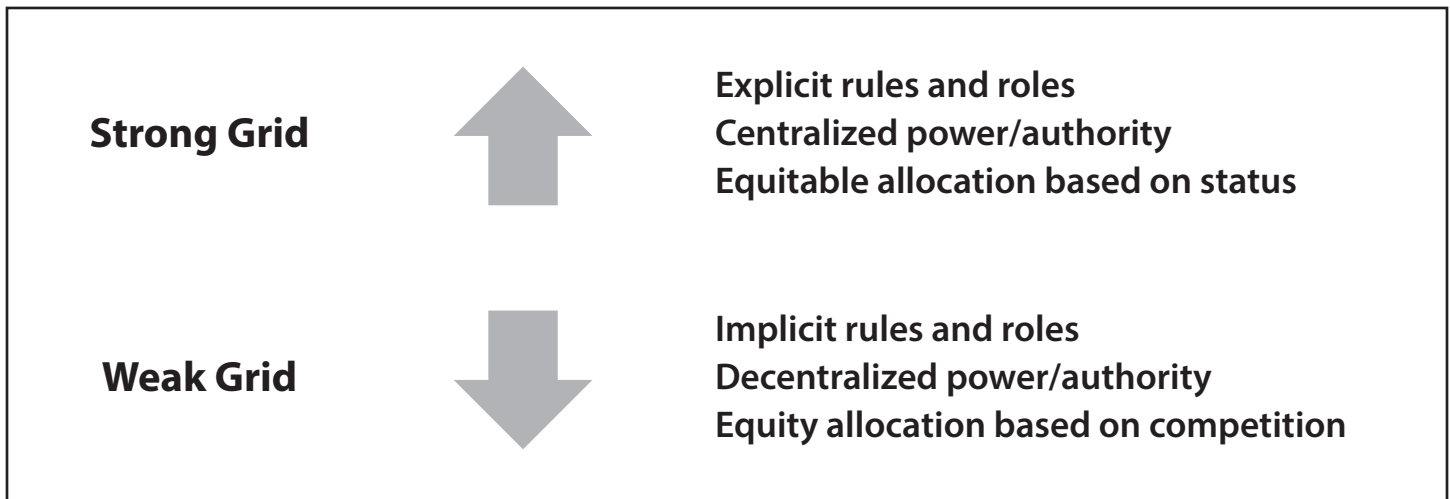 Strong Grid
Explicit rules and roles
Centralized power/authority
Equitable allocation based on status
Weak Grid
Implicit rules and roles
Decentralized power/authority
Equity allocation based on competition